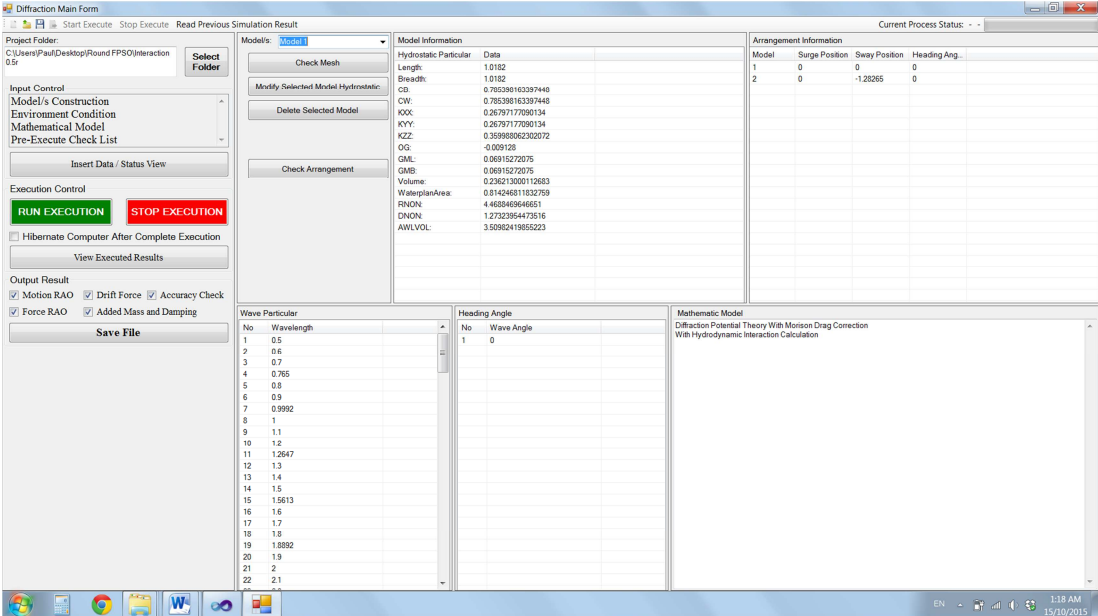 Diffraction Main Form
Start Execute Stop Execute Read Previous Simulation Result
Current Process Status: - -
Project Folder:
C:\Users\Paul\Desktop\Round FPSO\Interaction
0.5r
Select
Folder
Input Control
Model/s Construction
Environment Condition
Mathematical Model
Pre-Execute Check List
Insert Data / Status View
Execution Control
RUN EXECUTION
STOP EXECUTION
Hibernate Computer After Complete Execution
View Executed Results
Output Result
Motion RAO Drift Force Accuracy Check
Force RAO Added Mass and Damping
Save File
Model/s: Model 1
Check Mesh
Modify Selected Model Hydrostatic
Delete Selected Model
Check Arrangement
Model Information
Hydrostatic Particular Data
Length: 1.0182
Breadth: 1.0182
CB: 0.785398163397448
CW: 0.785398163397448
KXX: 0.26797177090134
KYY: 0.26797177090134
KZZ: 0.359988062302072
OG: -0.009128
GML: 0.06915272075
GMB: 0.06915272075
Volume: 0.236213000112683
WaterplanArea: 0.814246811832759
RNON: 4.4688469646651
DNON: 1.27323954473516
AWLVOL: 3.50982419855223
Arrangement Information
Model Surge Position Sway Position Heading Ang...
1 0 0 0
2 0 -1.28265 0
Wave Particular
No Wavelength
1 0.5
2 0.6
3 0.7
4 0.765
5 0.8
6 0.9
7 0.9992
8 1
9 1.1
10 1.2
11 1.2647
12 1.3
13 1.4
14 1.5
15 1.5613
16 1.6
17 1.7
18 1.8
19 1.8892
20 1.9
21 2
22 2.1
Heading Angle
No Wave Angle
1 0
Mathematic Model
Diffraction Potential Theory With Morison Drag Correction
With Hydrodynamic Interaction Calculation
EN
1:18 AM
15/10/2015